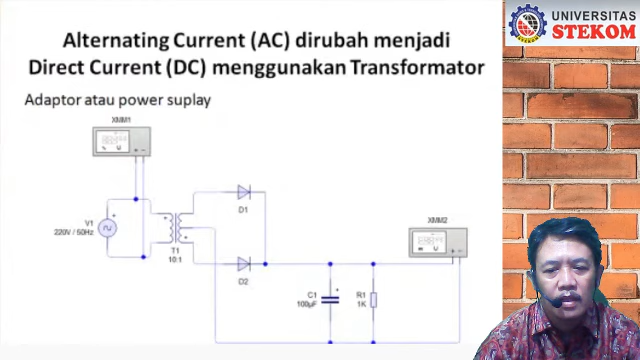 UNIVERSITAS
STEKOM
Alternating Current (AC) dirubah menjadi
Direct Current (DC) menggunakan Transformator
Adaptor atau power suplay
XMM1
D1
V1
220V / 50Hz
T1
10:1
XMM2
D2
C1
100µF
R1
1K